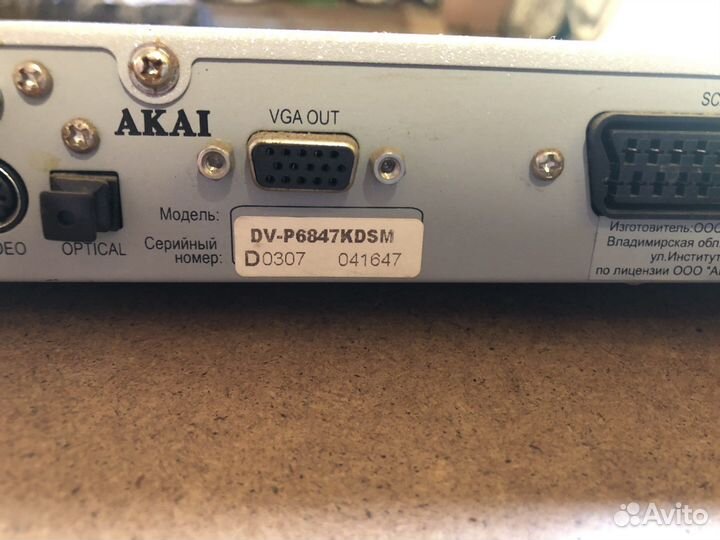 AKAI
VGA OUT
SC
DEO
OPTICAL
Модель:
DV-P6847KDSM
Серийный
номер:
D0307 041647
Изготовитель:ООО
Владимирская обл.
ул.Институт
по лицензии ООО "А
Avito